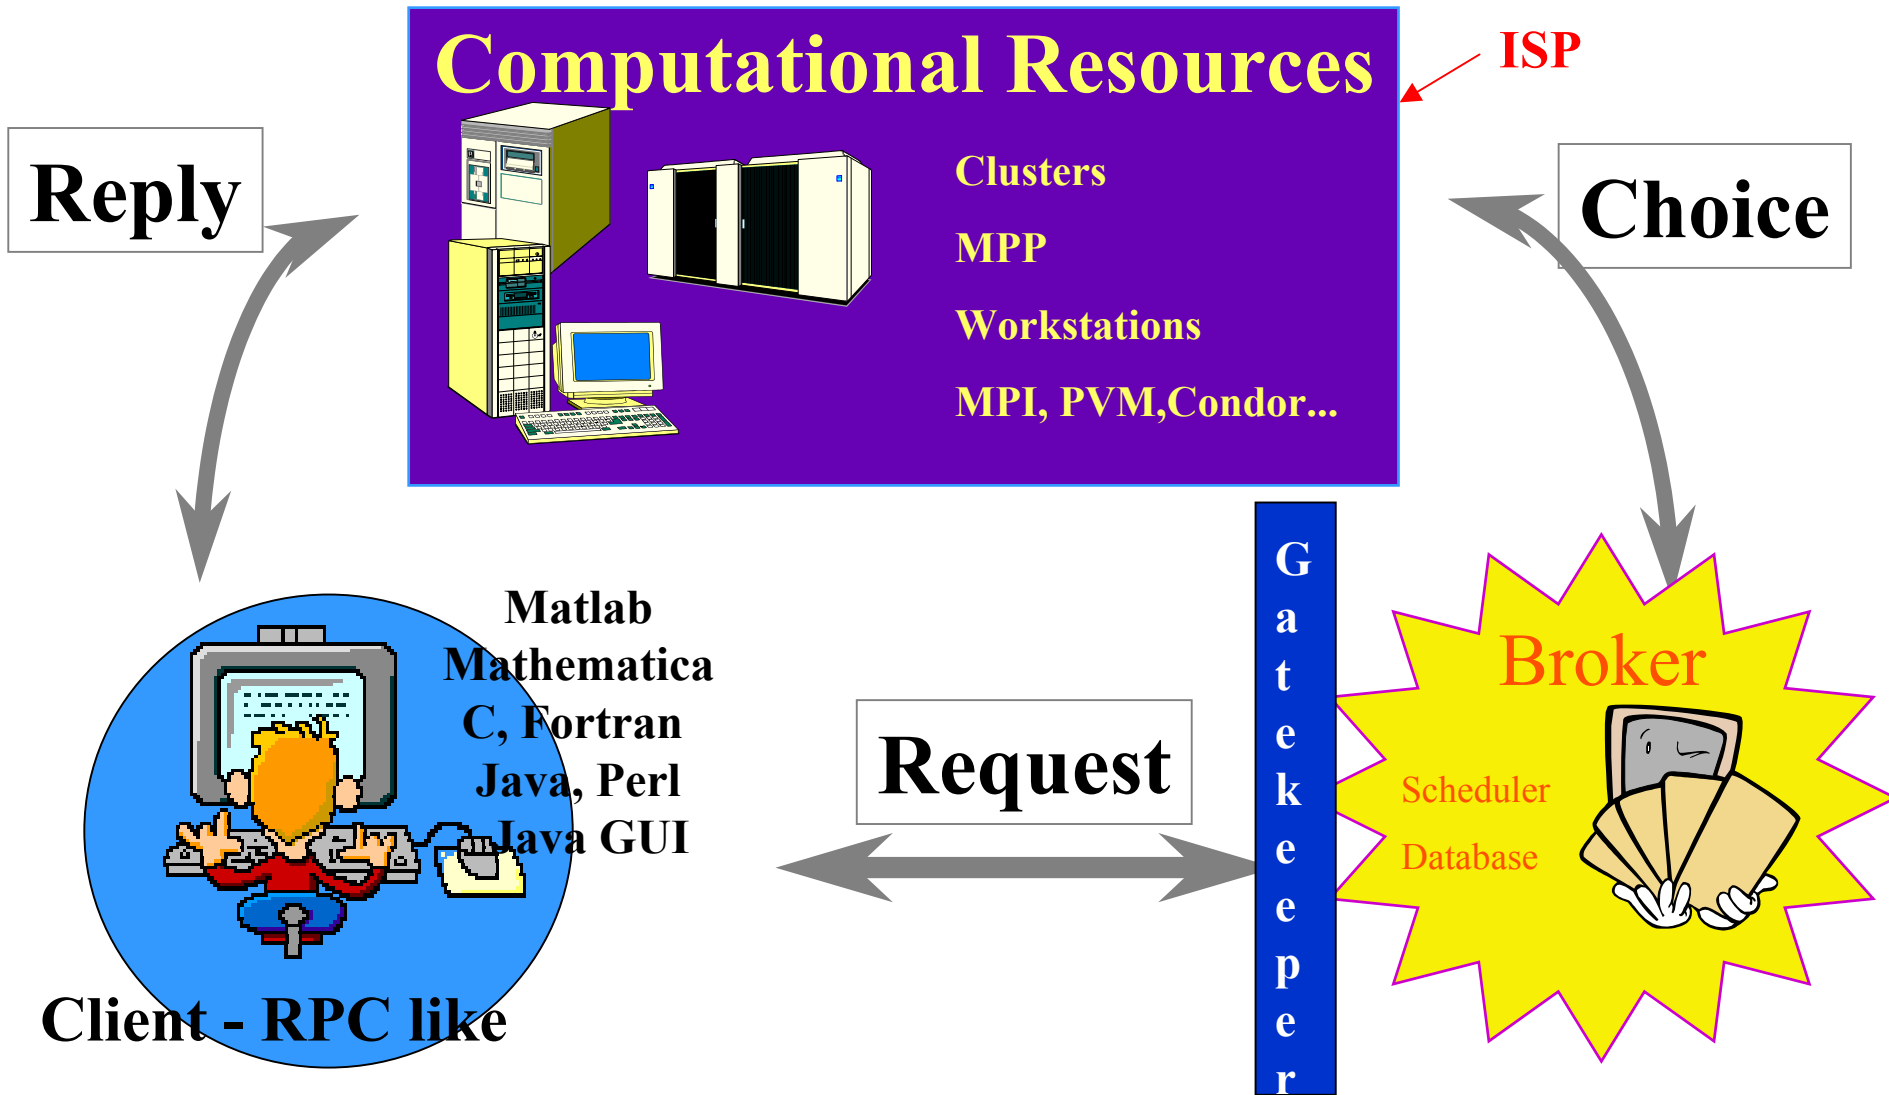 Computational Resources
ISP
Reply
Choice
Clusters
MPP
Workstations
MPI, PVM,Condor...
Matlab
Mathematica
C, Fortran
Java, Perl
Java GUI
Client - RPC like
Request
Gatekeeper
Broker
Scheduler
Database